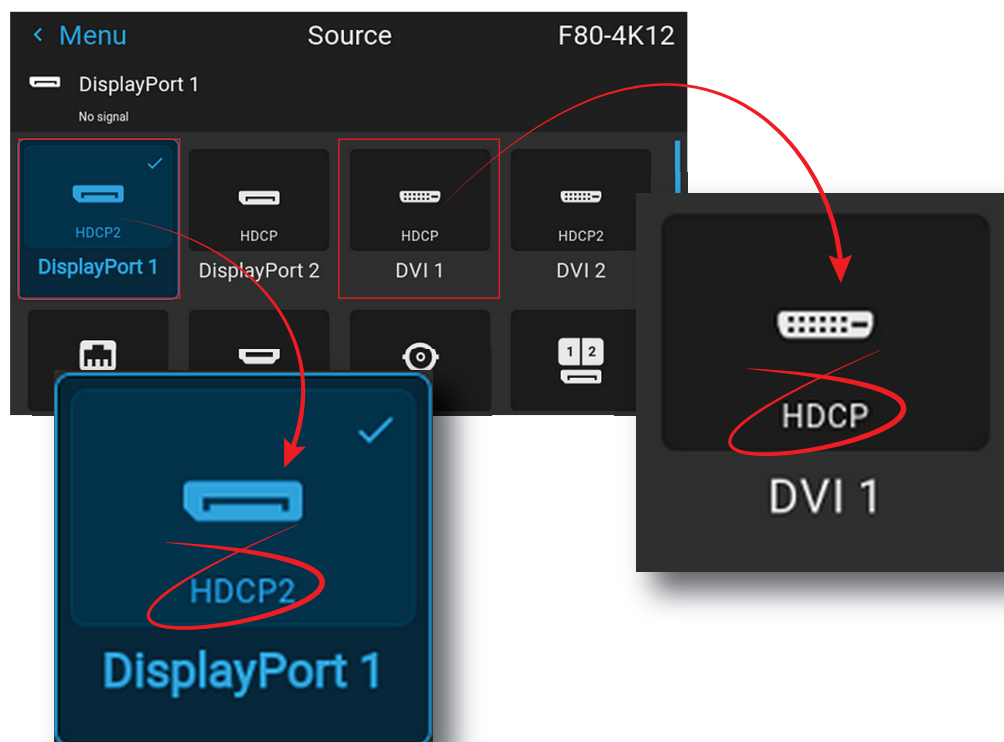 Menu Source F80-4K12
DisplayPort 1
No signal
HDCP2 HDCP HDCP HDCP2
DisplayPort 1 DisplayPort 2 DVI 1 DVI 2
1 2
HDCP
DVI 1
HDCP2
DisplayPort 1